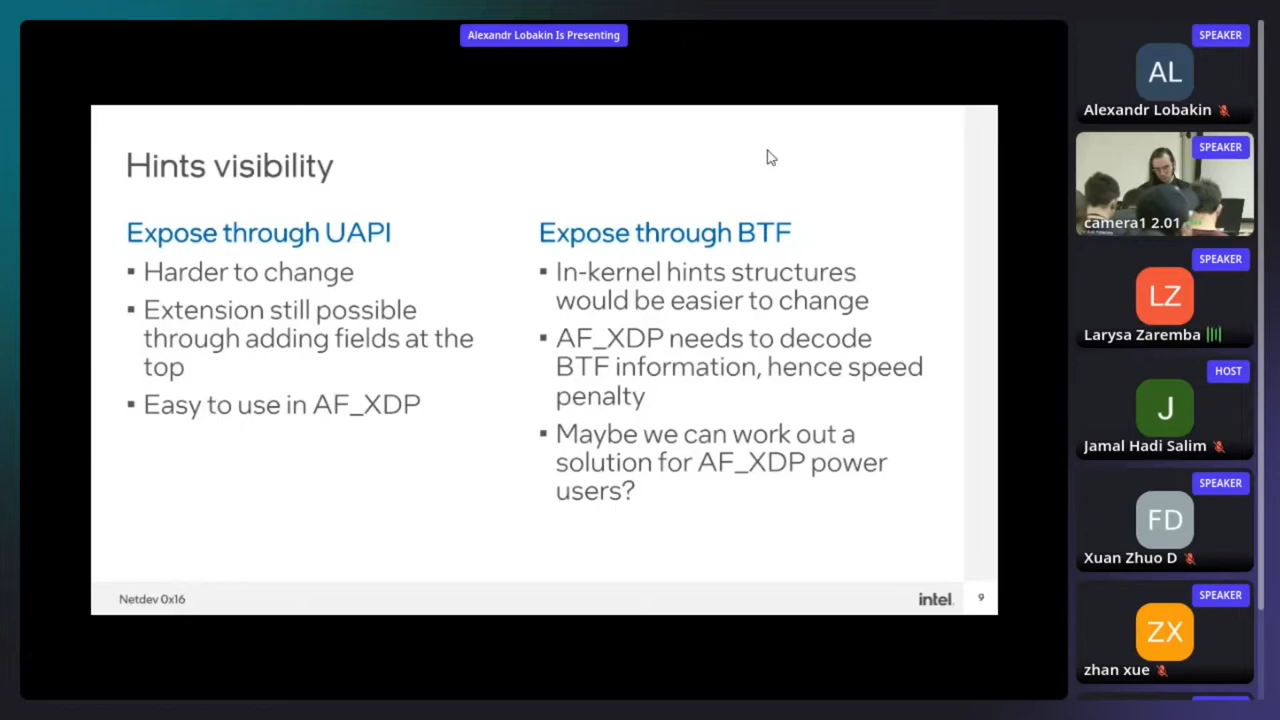 Alexandr Lobakin Is Presenting
Hints visibility
Expose through UAPI
▪ Harder to change
▪ Extension still possible
through adding fields at the
top
▪ Easy to use in AF_XDP
Expose through BTF
▪ In-kernel hints structures
would be easier to change
▪ AF_XDP needs to decode
BTF information, hence speed
penalty
▪ Maybe we can work out a
solution for AF_XDP power
users?
Netdev 0x16
intel.
9
SPEAKER
AL
Alexandr Lobakin
SPEAKER
camera1 2.01
SPEAKER
LZ
Larysa Zaremba
HOST
J
Jamal Hadi Salim
SPEAKER
FD
Xuan Zhuo D
SPEAKER
ZX
zhan xue